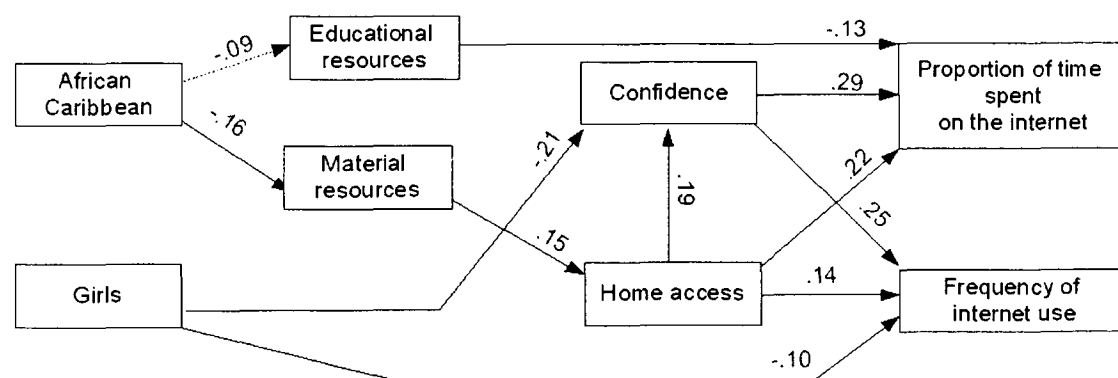 -.09
Educational
resources
-.13
African
Caribbean
Confidence
.29
Proportion of time
spent
on the internet
-.16
Material
resources
-.21
.19
.22
.25
.15
Girls
Home access
.14
Frequency of
internet use
-.10